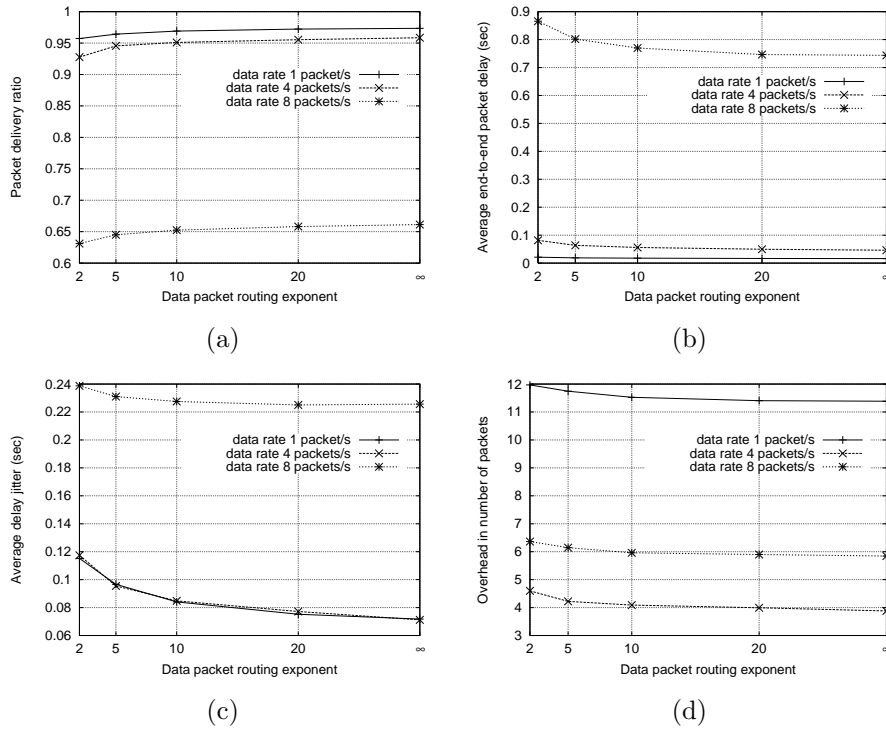 1
0.95
0.9
0.85
0.8
0.75
0.7
0.65
0.6
Packet delivery ratio
data rate 1 packet/s
data rate 4 packets/s
data rate 8 packets/s
2 5 10 20 ∞
Data packet routing exponent
(a)
0.9
0.8
0.7
0.6
0.5
0.4
0.3
0.2
0.1
0
Average end-to-end packet delay (sec)
data rate 1 packet/s
data rate 4 packets/s
data rate 8 packets/s
2 5 10 20 ∞
Data packet routing exponent
(b)
0.24
0.22
0.2
0.18
0.16
0.14
0.12
0.1
0.08
0.06
Average delay jitter (sec)
data rate 1 packet/s
data rate 4 packets/s
data rate 8 packets/s
2 5 10 20 ∞
Data packet routing exponent
(c)
12
11
10
9
8
7
6
5
4
3
Overhead in number of packets
data rate 1 packet/s
data rate 4 packets/s
data rate 8 packets/s
2 5 10 20 ∞
Data packet routing exponent
(d)